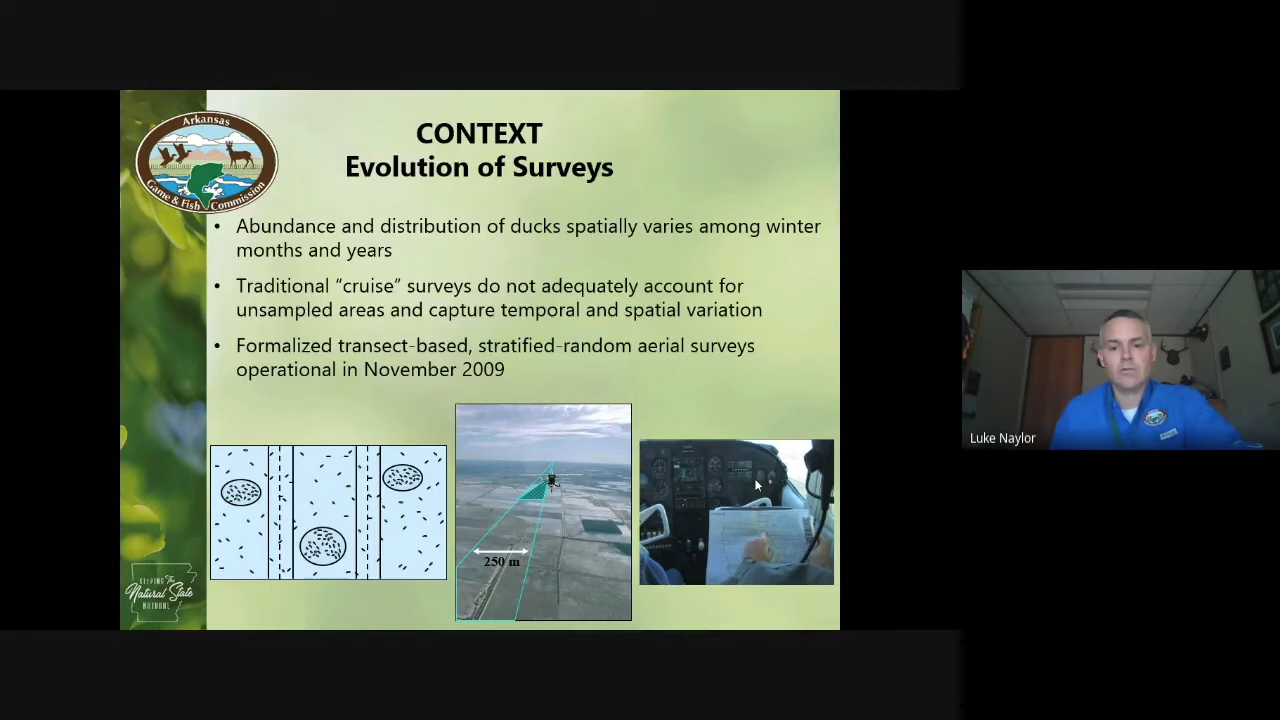 Arkansas
Game & Fish Commission
CONTEXT
Evolution of Surveys
• Abundance and distribution of ducks spatially varies among winter
months and years
• Traditional “cruise” surveys do not adequately account for
unsampled areas and capture temporal and spatial variation
• Formalized transect-based, stratified-random aerial surveys
operational in November 2009
250 m
KEEPING The
Natural State
NATURAL
Luke Naylor